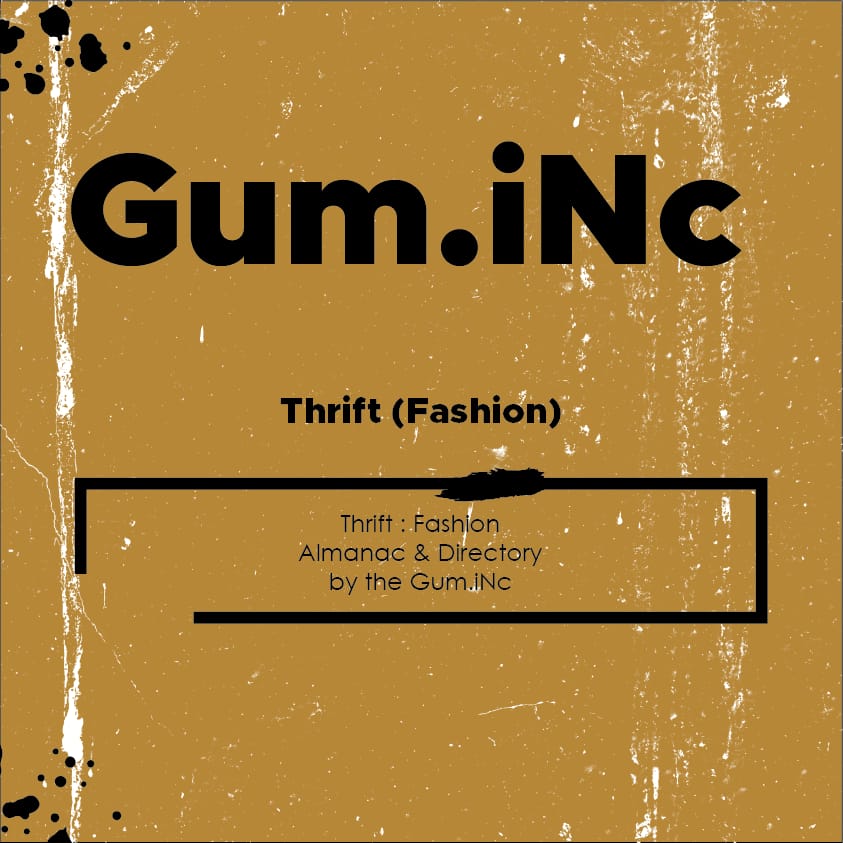 Gum.iNc
Thrift (Fashion)
Thrift : Fashion
Almanac & Directory
by the Gum.iNc